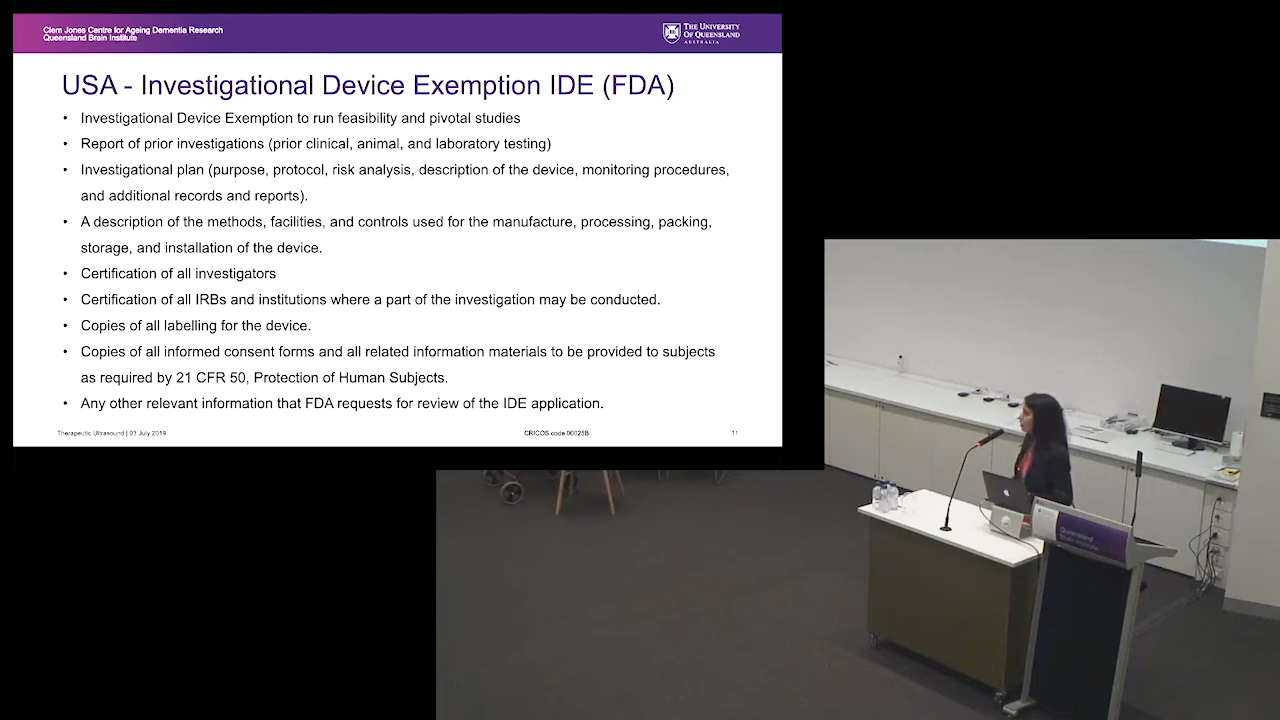 Clem Jones Centre for Ageing Dementia Research
Queensland Brain Institute
THE UNIVERSITY
OF QUEENSLAND
AUSTRALIA
USA - Investigational Device Exemption IDE (FDA)
• Investigational Device Exemption to run feasibility and pivotal studies
• Report of prior investigations (prior clinical, animal, and laboratory testing)
• Investigational plan (purpose, protocol, risk analysis, description of the device, monitoring procedures,
and additional records and reports).
• A description of the methods, facilities, and controls used for the manufacture, processing, packing,
storage, and installation of the device.
• Certification of all investigators
• Certification of all IRBs and institutions where a part of the investigation may be conducted.
• Copies of all labelling for the device.
• Copies of all informed consent forms and all related information materials to be provided to subjects
as required by 21 CFR 50, Protection of Human Subjects.
• Any other relevant information that FDA requests for review of the IDE application.
Therapeutic Ultrasound | 03 July 2019
CRICOS code 00025B
11
Queensland
Brain Institute